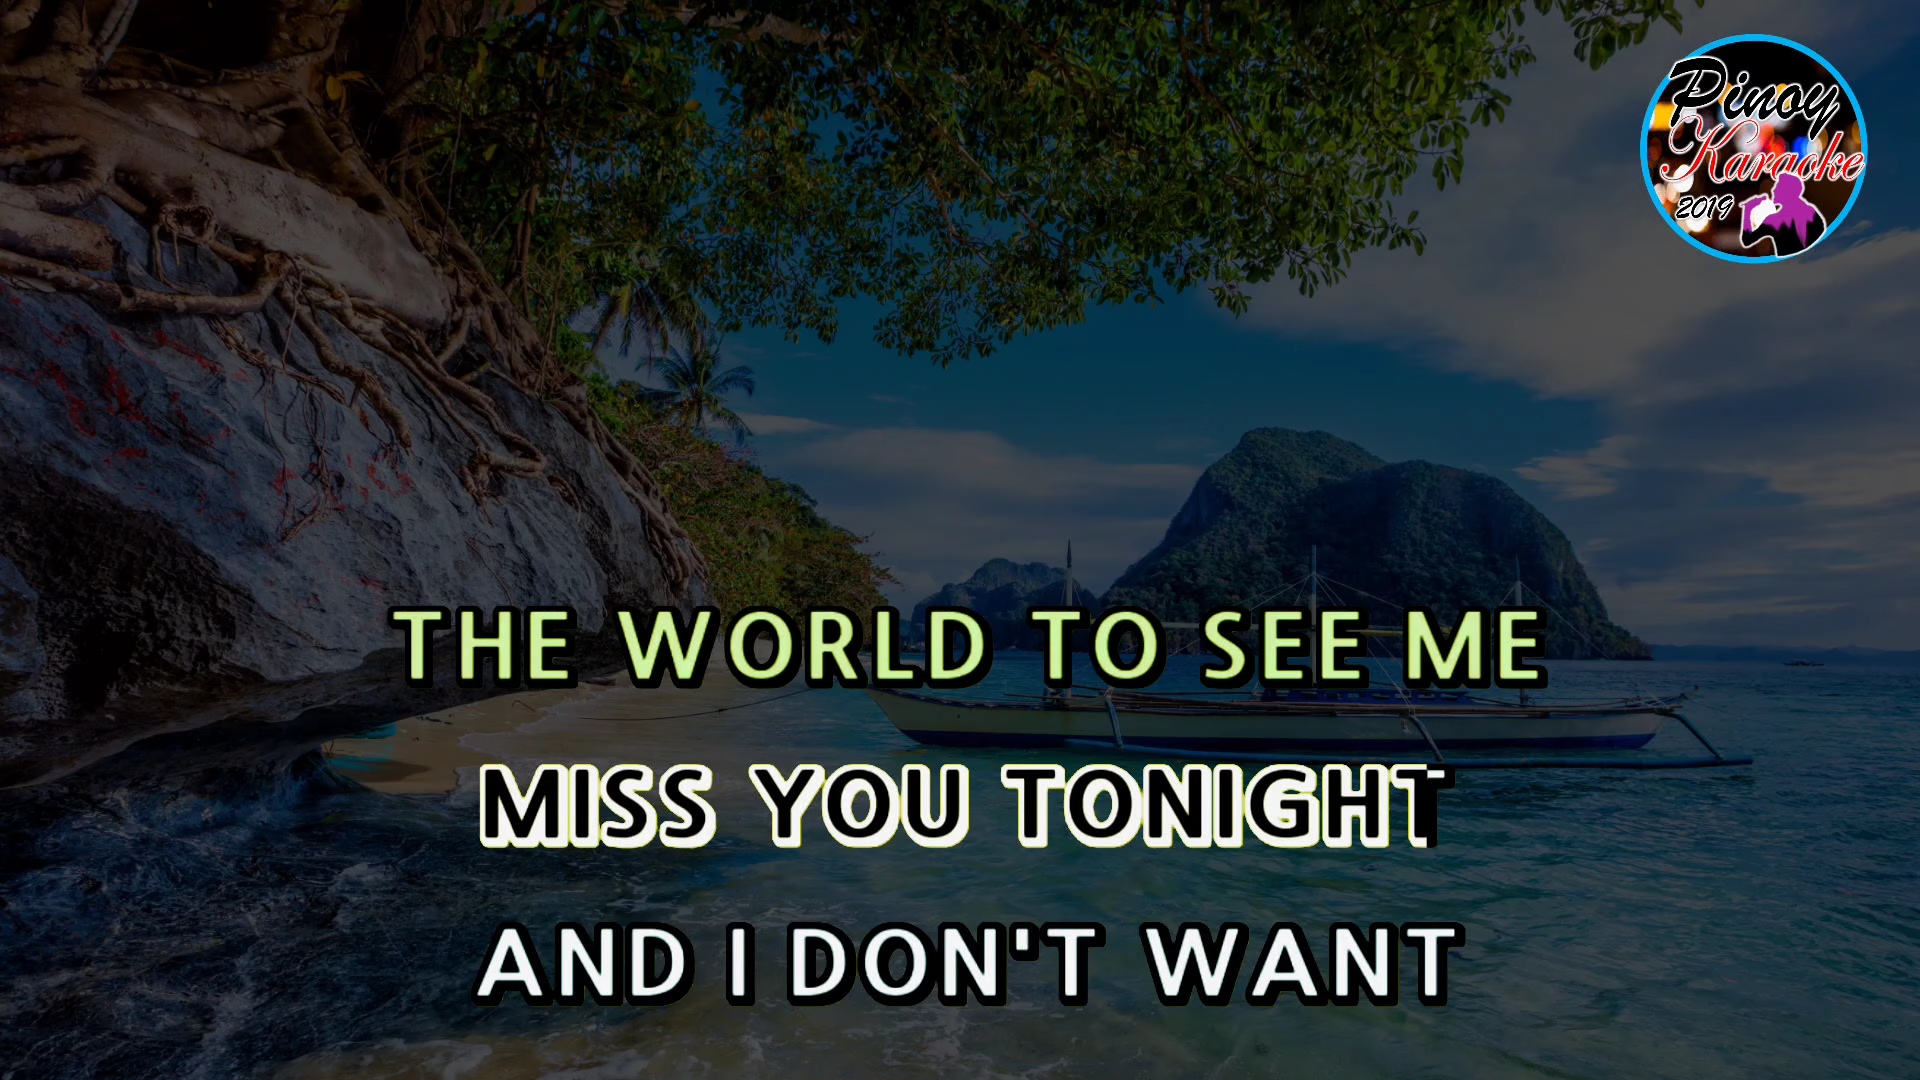 Pinoy
Karaoke
2019
THE WORLD TO SEE ME
MISS YOU TONIGHT
AND I DON'T WANT